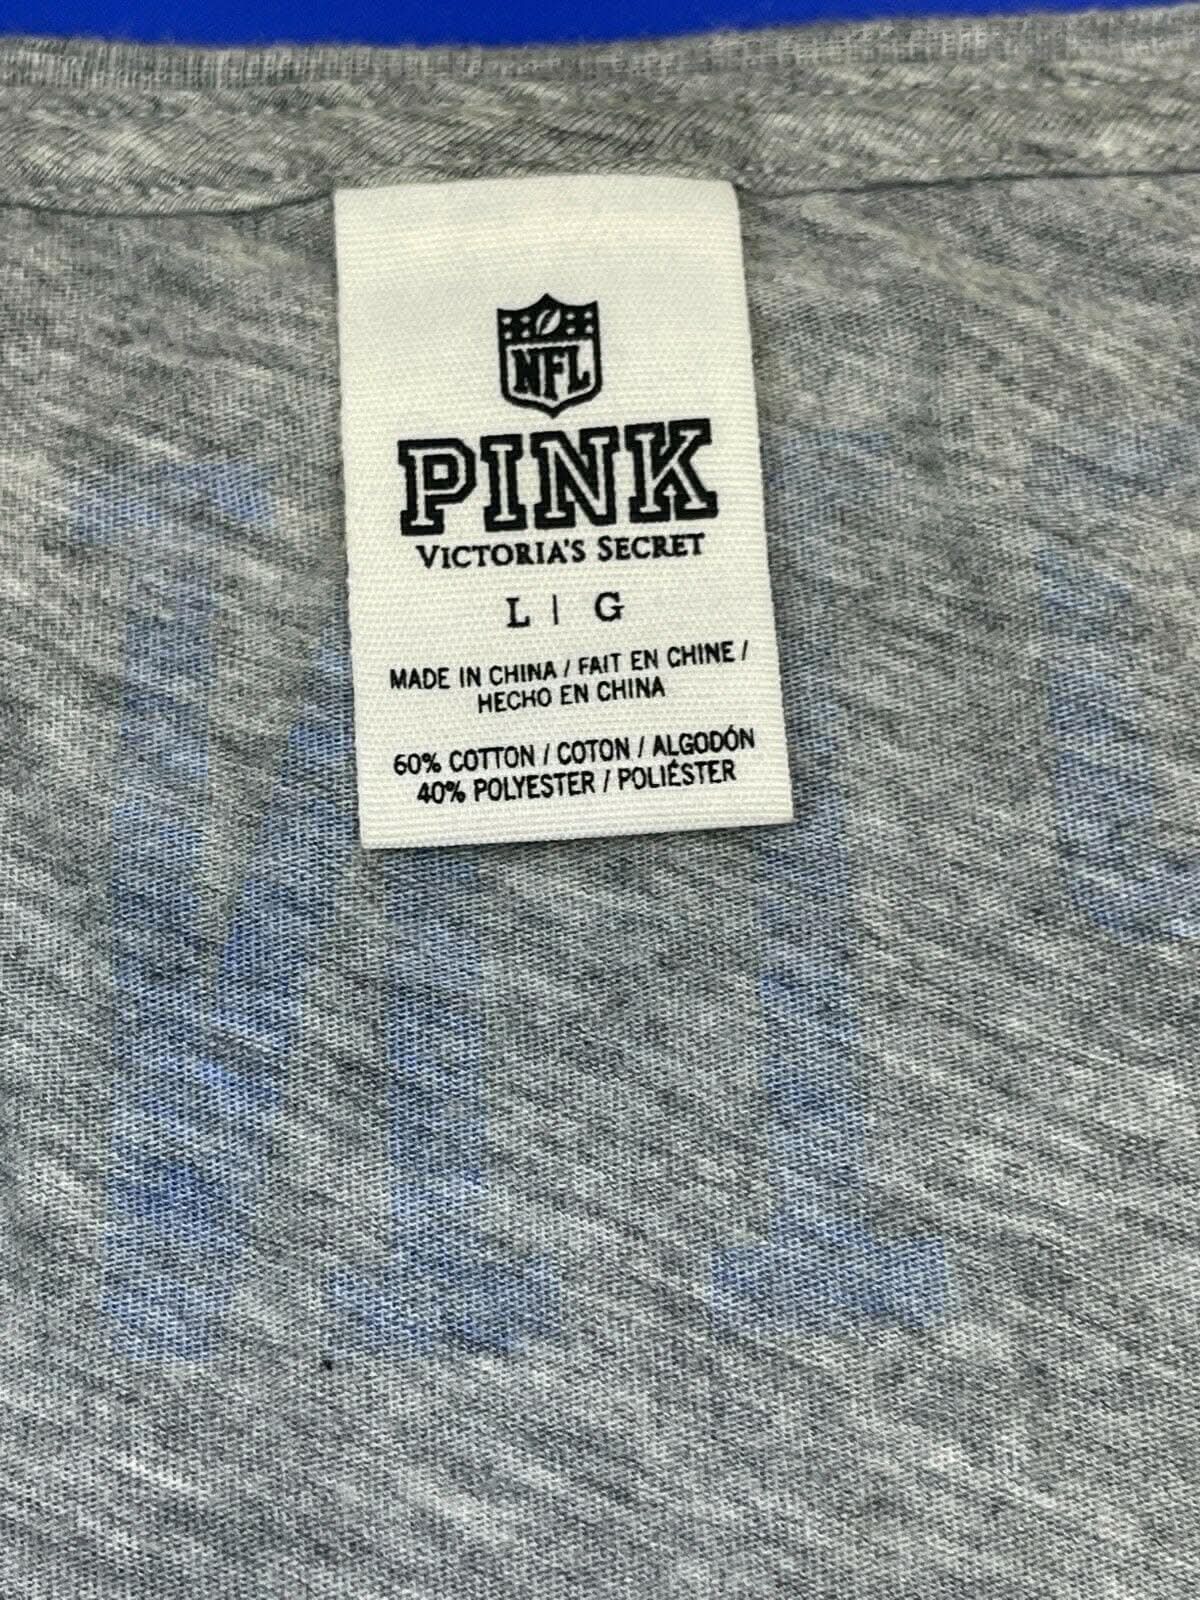 NFL
PINK
VICTORIA'S SECRET
L | G
MADE IN CHINA / FAIT EN CHINE /
HECHO EN CHINA
60% COTTON / COTON / ALGODÓN
40% POLYESTER / POLIÉSTER